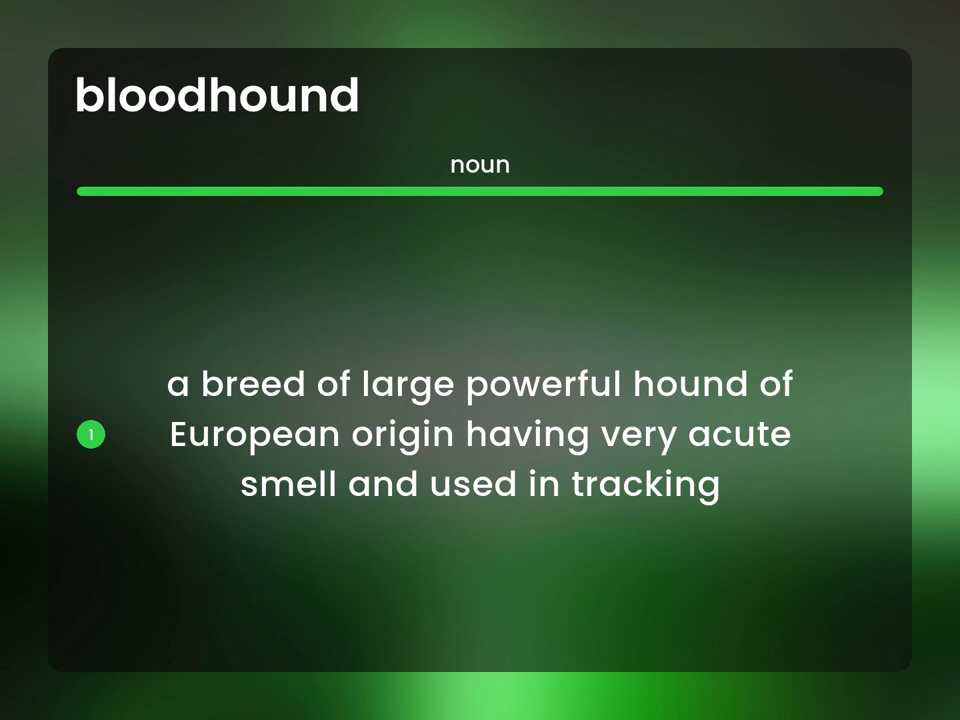 bloodhound
noun
a breed of large powerful hound of
1 European origin having very acute
smell and used in tracking